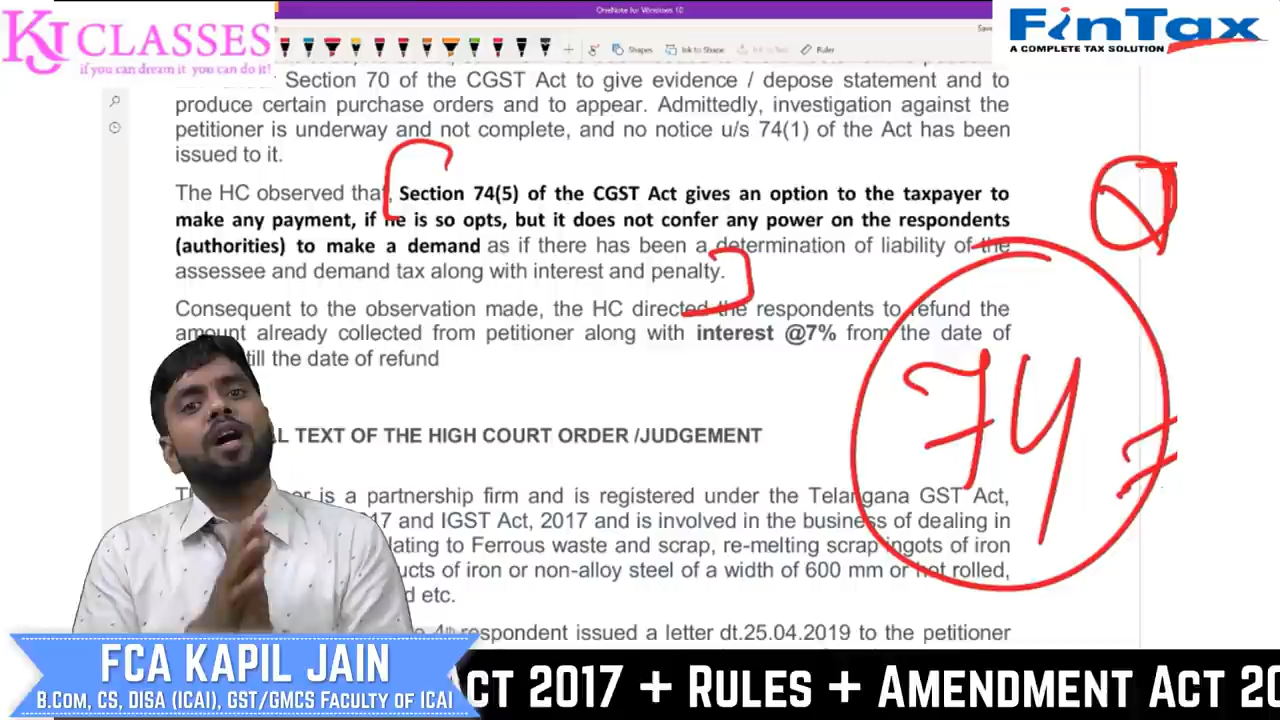 OneNote for Windows 10
KJ CLASSES
if you can dream it you can do it!
FinTax
A COMPLETE TAX SOLUTION
Shapes Ink to Shape Ink to Text Ruler
Section 70 of the CGST Act to give evidence / depose statement and to
produce certain purchase orders and to appear. Admittedly, investigation against the
petitioner is underway and not complete, and no notice u/s 74(1) of the Act has been
issued to it.
The HC observed that, Section 74(5) of the CGST Act gives an option to the taxpayer to
make any payment, if he is so opts, but it does not confer any power on the respondents
(authorities) to make a demand as if there has been a determination of liability of the
assessee and demand tax along with interest and penalty.
Consequent to the observation made, the HC directed the respondents to refund the
amount already collected from petitioner along with interest @7% from the date of
till the date of refund
TEXT OF THE HIGH COURT ORDER /JUDGEMENT
is a partnership firm and is registered under the Telangana GST Act,
and IGST Act, 2017 and is involved in the business of dealing in
Ferrous waste and scrap, re-melting scrap ingots of iron
of iron or non-alloy steel of a width of 600 mm or hot rolled,
etc.
4th respondent issued a letter dt.25.04.2019 to the petitioner
74
7
FCA KAPIL JAIN
B.Com, CS, DISA (ICAI), GST/GMCS Faculty of ICAI
Act 2017 + Rules + Amendment Act 20